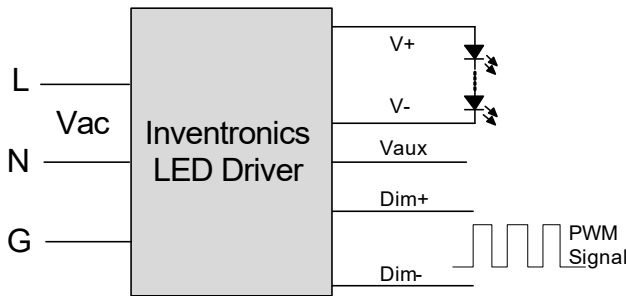 L
Vac
N
G
Inventronics
LED Driver
V+
V-
Vaux
Dim+
Dim-
PWM
Signal